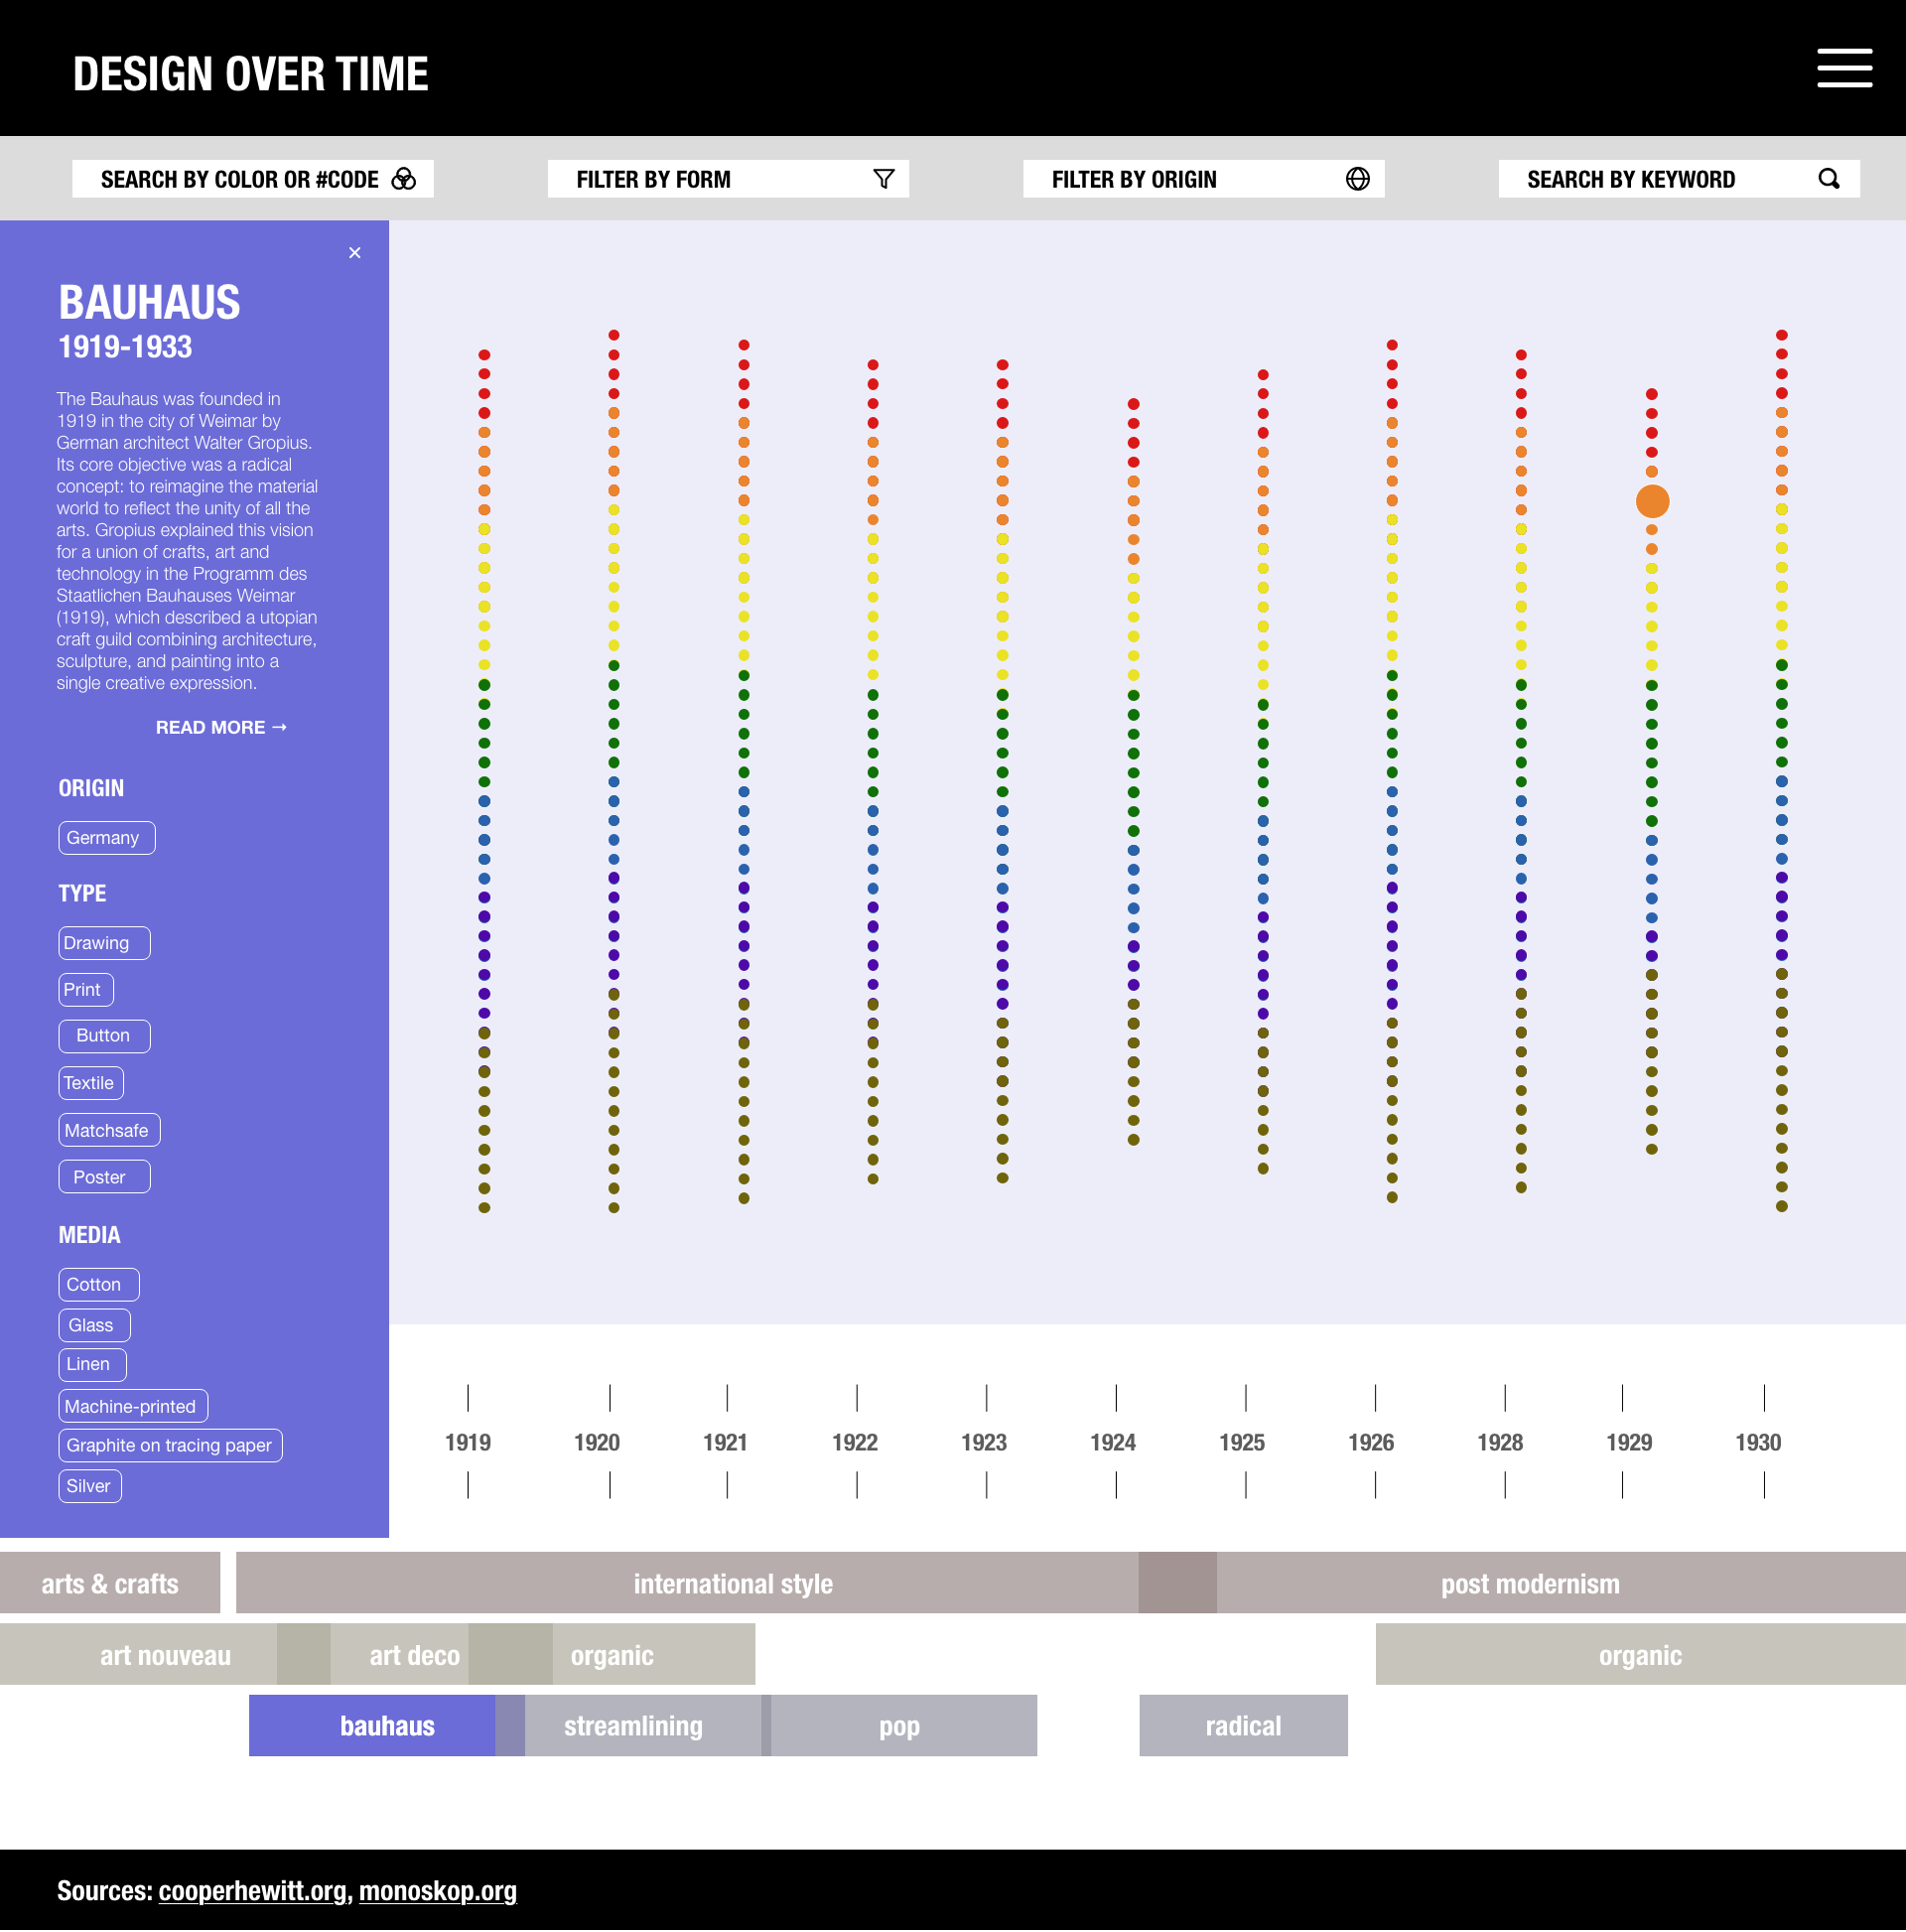 DESIGN OVER TIME
SEARCH BY COLOR OR #CODE
FILTER BY FORM
FILTER BY ORIGIN
SEARCH BY KEYWORD
×
BAUHAUS
1919-1933
The Bauhaus was founded in
1919 in the city of Weimar by
German architect Walter Gropius.
Its core objective was a radical
concept: to reimagine the material
world to reflect the unity of all the
arts. Gropius explained this vision
for a union of crafts, art and
technology in the Programm des
Staatlichen Bauhauses Weimar
(1919), which described a utopian
craft guild combining architecture,
sculpture, and painting into a
single creative expression.
READ MORE →
ORIGIN
Germany
TYPE
Drawing
Print
Button
Textile
Matchsafe
Poster
MEDIA
Cotton
Glass
Linen
Machine-printed
Graphite on tracing paper
Silver
1919
1920
1921
1922
1923
1924
1925
1926
1928
1929
1930
arts & crafts
international style
post modernism
art nouveau
art deco
organic
organic
bauhaus
streamlining
pop
radical
Sources: cooperhewitt.org, monoskop.org